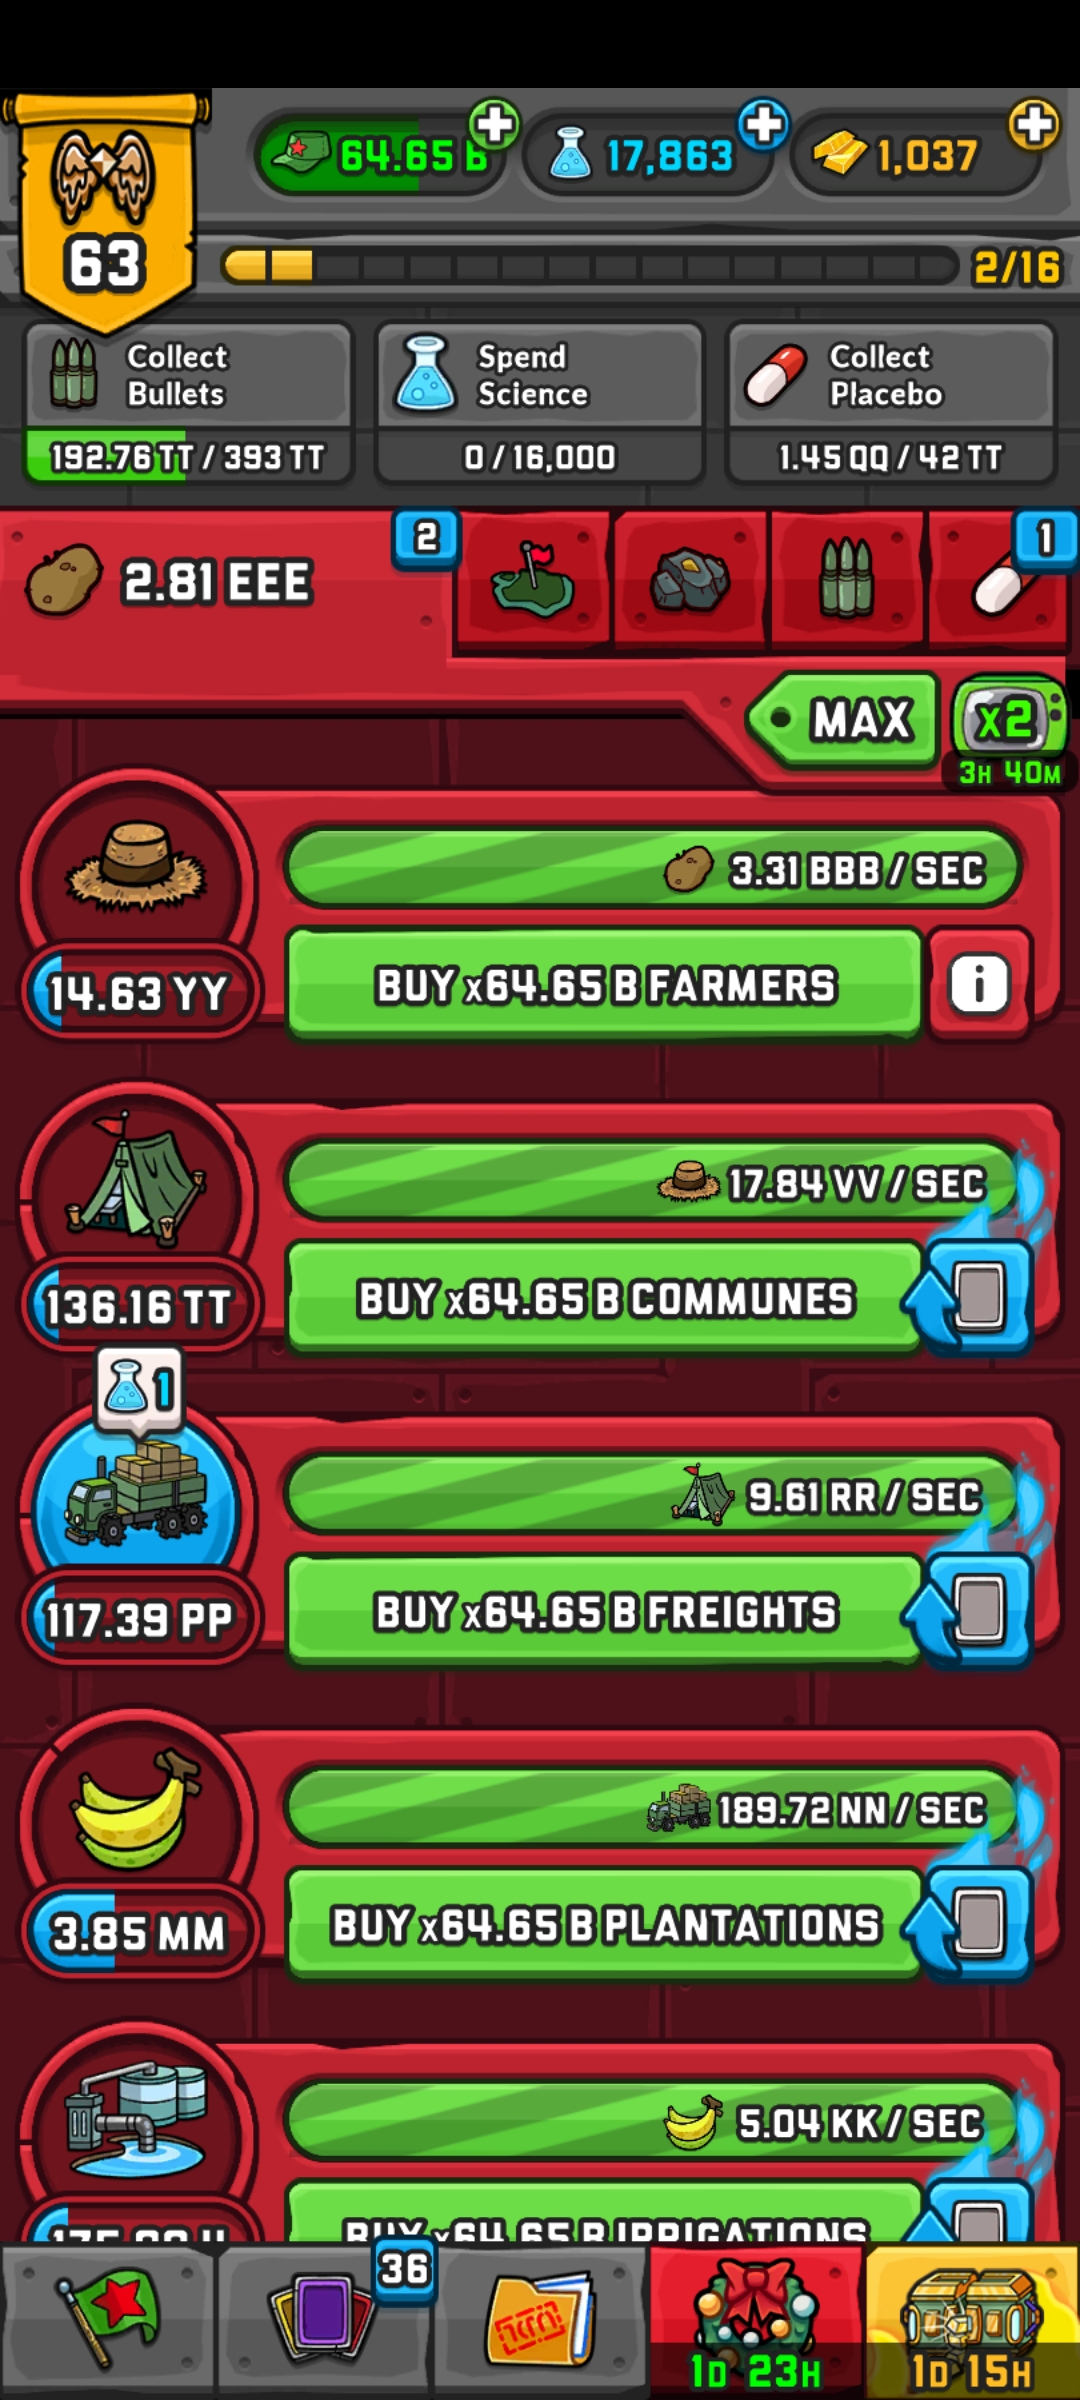 64.65 B
17,863
1,037
63
2/16
Collect Bullets
192.76 TT / 393 TT
Spend Science
0 / 16,000
Collect Placebo
1.45 QQ / 42 TT
2.81 EEE
2
1
MAX
x2
3H 40M
3.31 BBB / SEC
14.63 YY
BUY x64.65 B FARMERS
i
17.84 VV / SEC
136.16 TT
BUY x64.65 B COMMUNES
1
9.61 RR / SEC
117.39 PP
BUY x64.65 B FREIGHTS
189.72 NN / SEC
3.85 MM
BUY x64.65 B PLANTATIONS
5.04 KK / SEC
BUY x64.65 B IRRIGATIONS
36
1D 23H
1D 15H